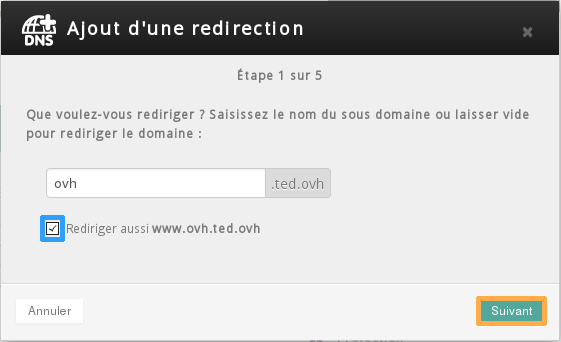 DNS
Ajout d'une redirection
Étape 1 sur 5
Que voulez-vous rediriger ? Saisissez le nom du sous domaine ou laisser vide
pour rediriger le domaine :
ovh .ted.ovh
Rediriger aussi www.ovh.ted.ovh
Annuler Suivant